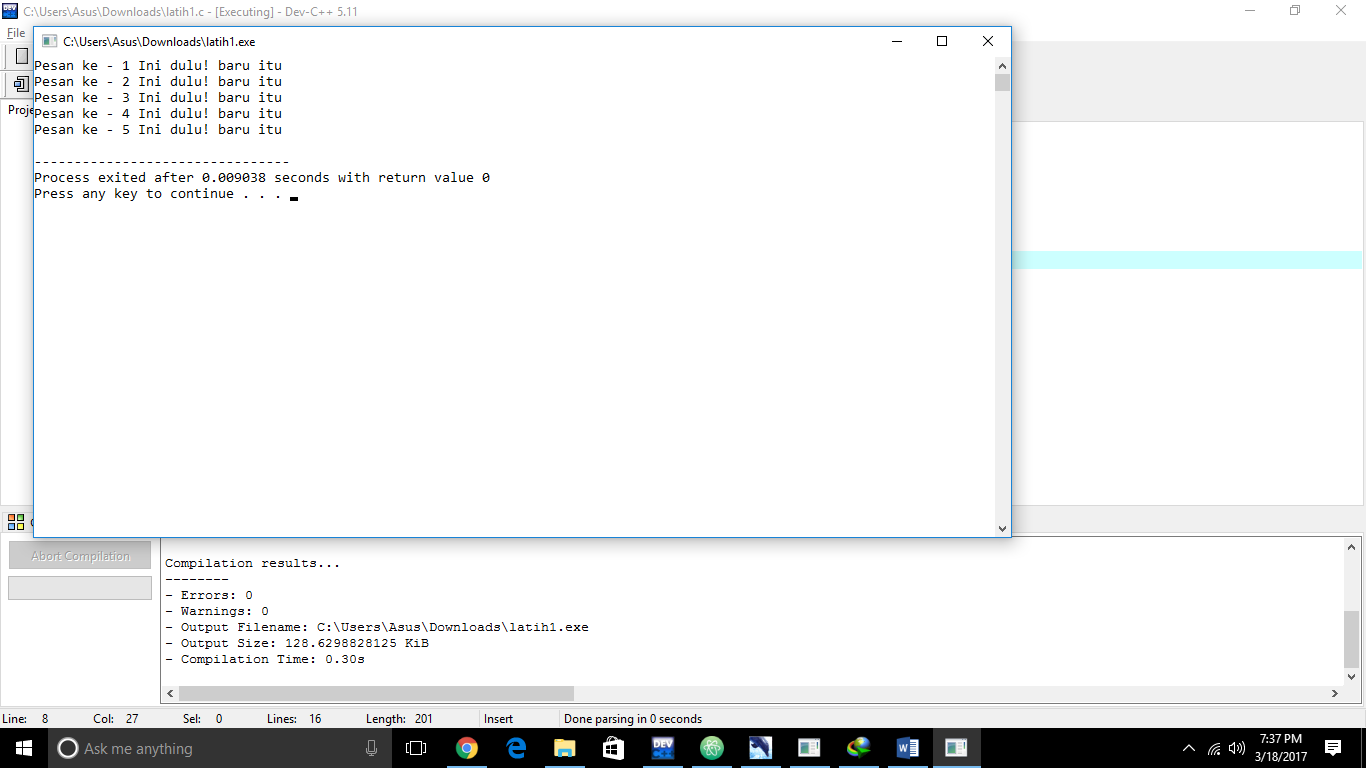 C:\Users\Asus\Downloads\latih1.c - [Executing] - Dev-C++ 5.11
File
C:\Users\Asus\Downloads\latih1.exe
Proje
Pesan ke - 1 Ini dulu! baru itu
Pesan ke - 2 Ini dulu! baru itu
Pesan ke - 3 Ini dulu! baru itu
Pesan ke - 4 Ini dulu! baru itu
Pesan ke - 5 Ini dulu! baru itu
--------------------------------
Process exited after 0.009038 seconds with return value 0
Press any key to continue . . .
Abort Compilation
Compilation results...
--------
- Errors: 0
- Warnings: 0
- Output Filename: C:\Users\Asus\Downloads\latih1.exe
- Output Size: 128.6298828125 KiB
- Compilation Time: 0.30s
Line: 8 Col: 27 Sel: 0 Lines: 16 Length: 201 Insert Done parsing in 0 seconds
Ask me anything
DEV
7:37 PM
3/18/2017